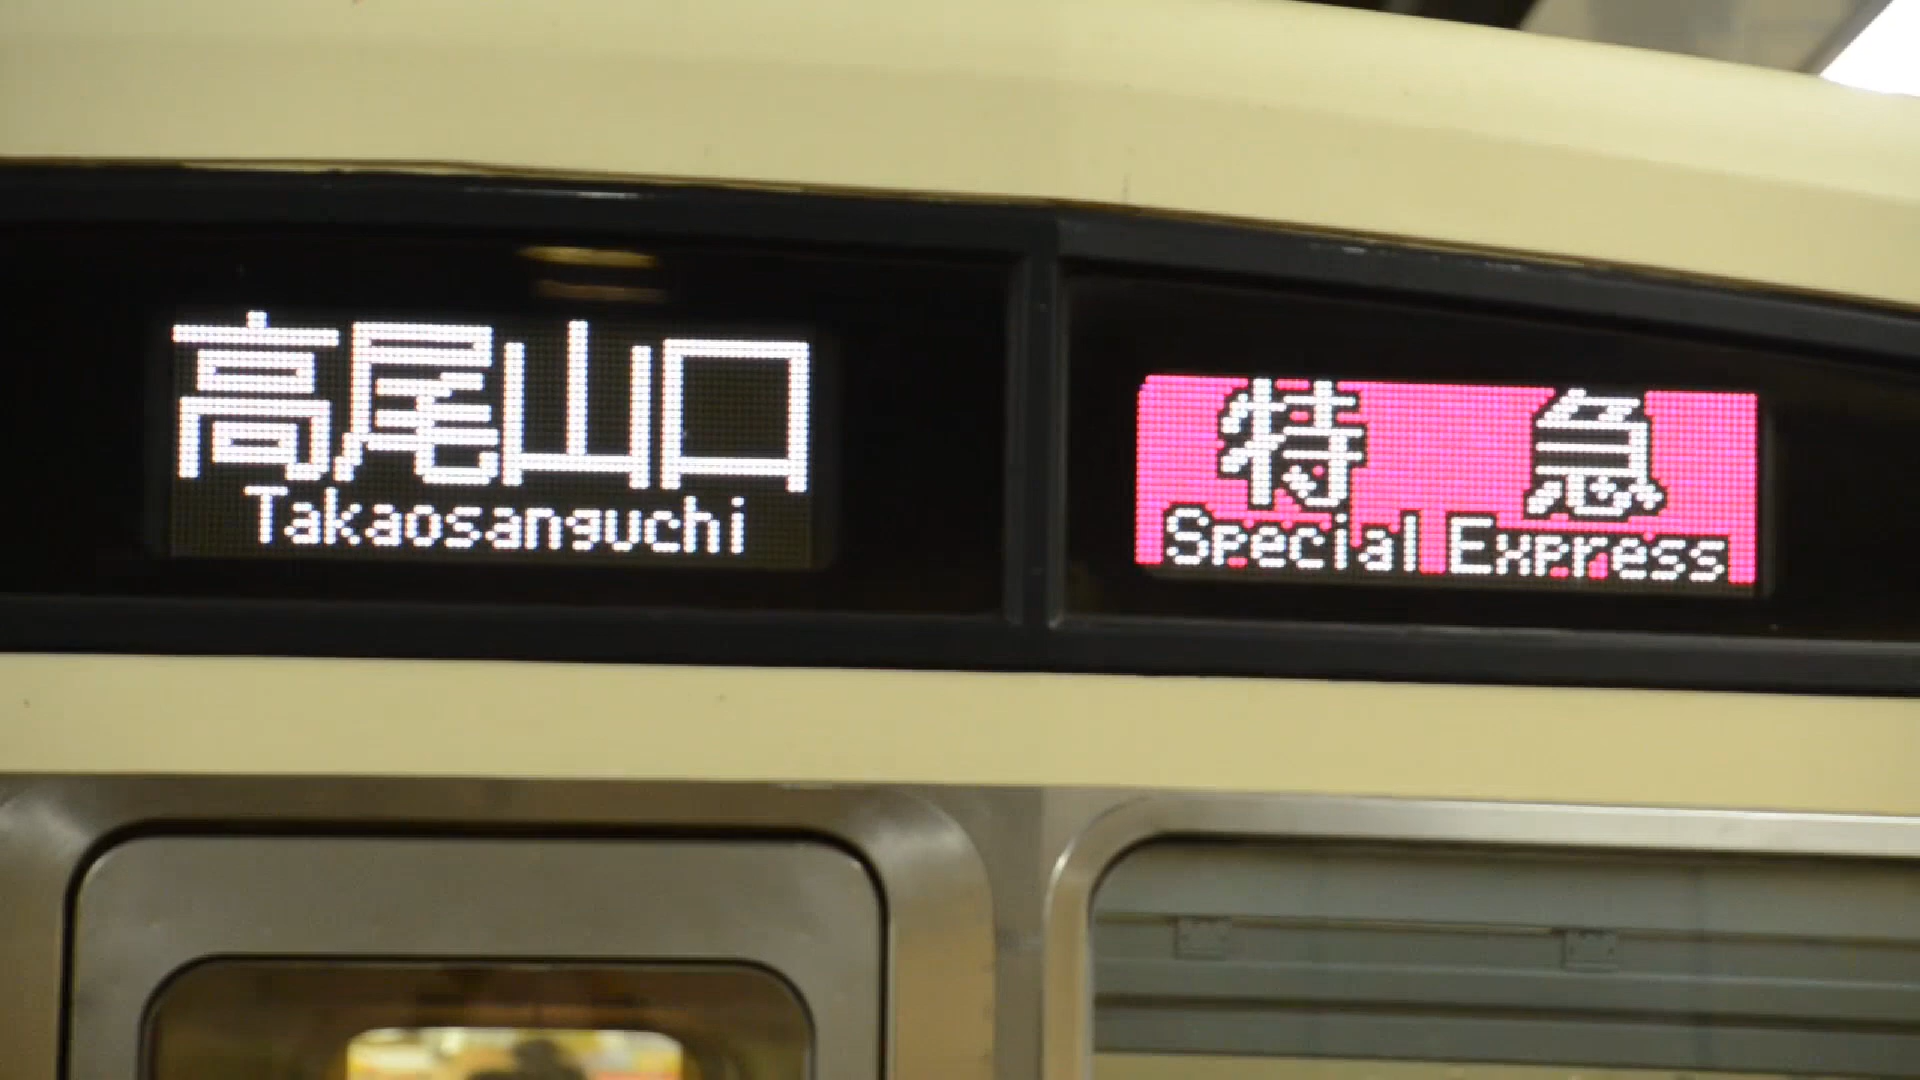 高尾山口
Takaosanguchi
特急
Special Express